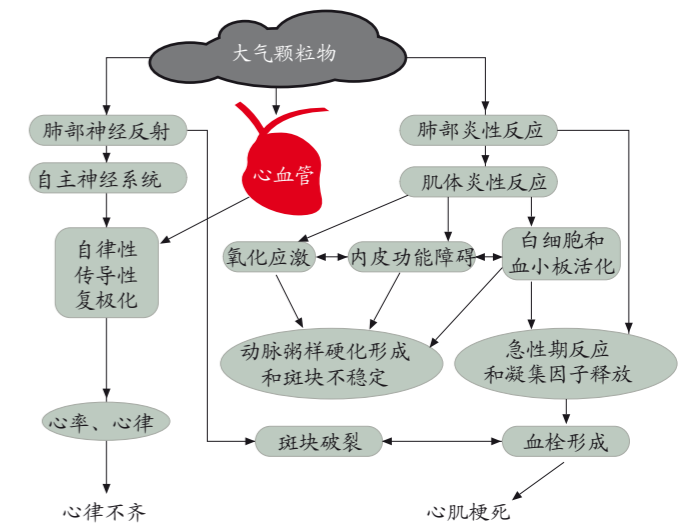 大气颗粒物
肺部神经反射
肺部炎性反应
心血管
自主神经系统
肌体炎性反应
自律性
传导性
复极化
氧化应激
内皮功能障碍
白细胞和
血小板活化
动脉粥样硬化形成
和斑块不稳定
急性期反应
和凝集因子释放
心率、心律
斑块破裂
血栓形成
心律不齐
心肌梗死